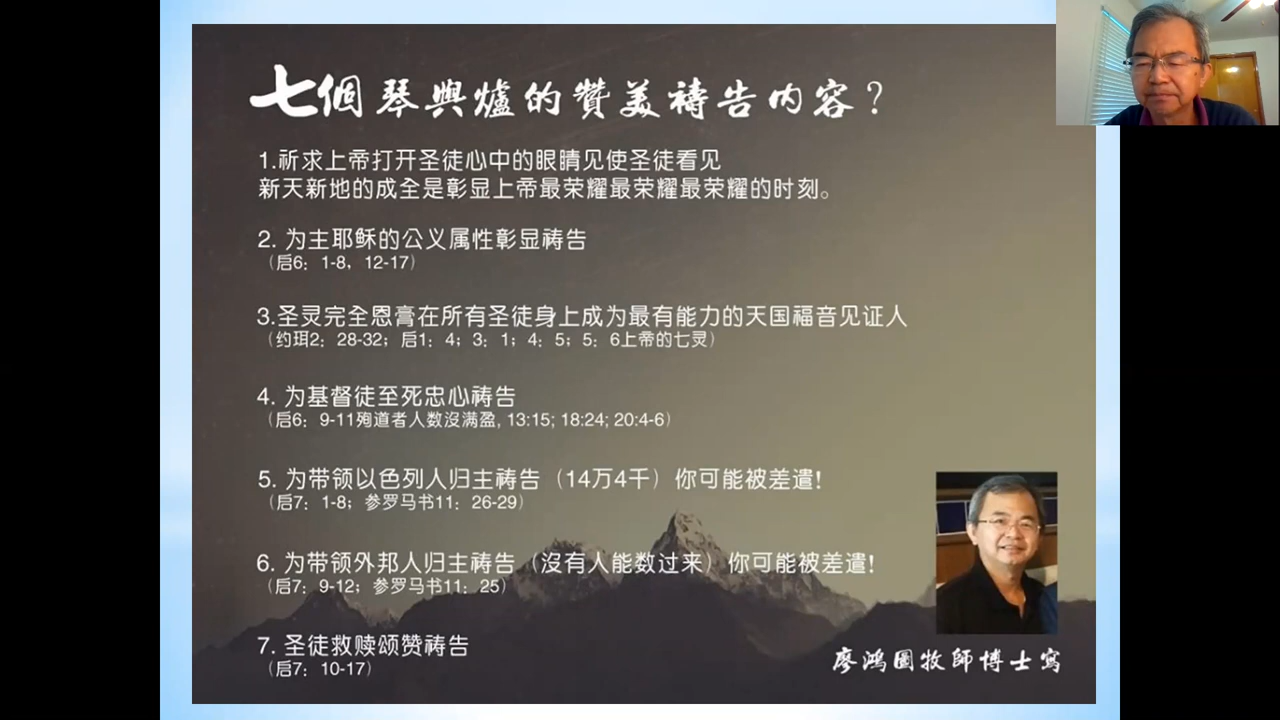 七個琴與爐的贊美禱告内容？
1.祈求上帝打开圣徒心中的眼睛见使圣徒看见
新天新地的成全是彰显上帝最荣耀最荣耀最荣耀的时刻。
2. 为主耶稣的公义属性彰显祷告
（启6：1-8，12-17）
3.圣灵完全恩膏在所有圣徒身上成为最有能力的天国福音见证人
（约珥2：28-32；启1：4；3：1；4：5；5：6上帝的七灵）
4. 为基督徒至死忠心祷告
（启6：9-11殉道者人数沒满盈, 13:15; 18:24; 20:4-6）
5. 为带领以色列人归主祷告（14万4千）你可能被差遣!
（启7：1-8；参罗马书11：26-29）
6. 为带领外邦人归主祷告（沒有人能数过来）你可能被差遣!
（启7：9-12；参罗马书11：25）
7. 圣徒救赎颂赞祷告
（启7：10-17）
廖鴻圖牧師博士寫